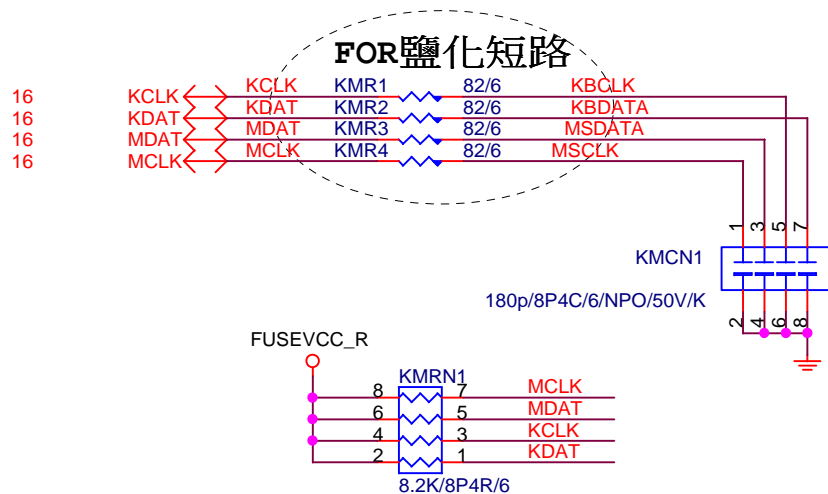 FOR鹽化短路
16 KCLK KCLK KMR1 82/6 KBCLK
16 KDAT KDAT KMR2 82/6 KBDATA
16 MDAT MDAT KMR3 82/6 MSDATA
16 MCLK MCLK KMR4 82/6 MSCLK
1 3 5 7
KMCN1
180p/8P4C/6/NPO/50V/K
2 4 6 8
FUSEVCC_R
KMRN1
8 7 MCLK
6 5 MDAT
4 3 KCLK
2 1 KDAT
8.2K/8P4R/6